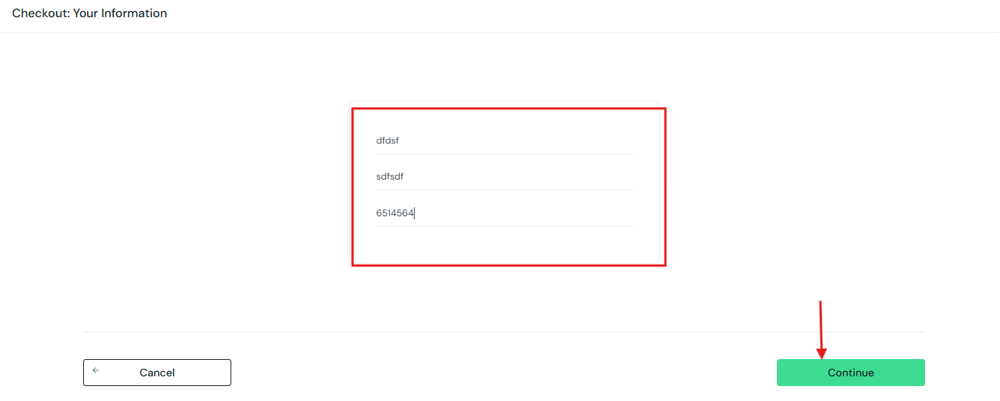 Checkout: Your Information
dfdsf
sdfsdf
6514564
Cancel
Continue